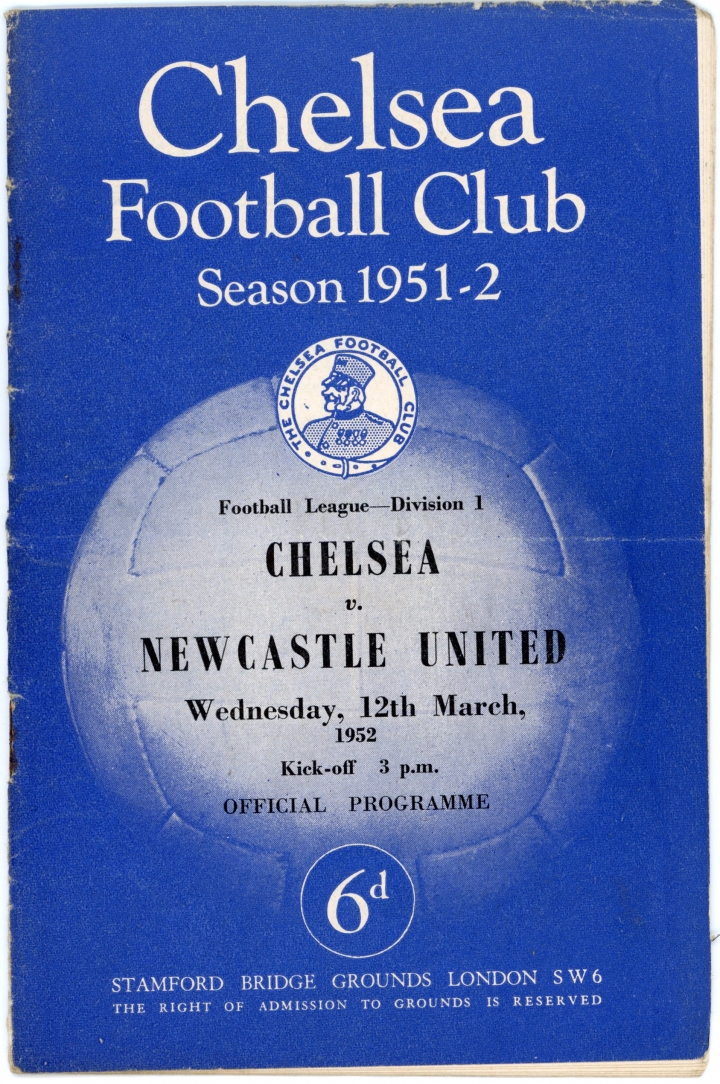 Chelsea
Football Club
Season 1951-2
THE CHELSEA FOOTBALL CLUB
Football League—Division 1
CHELSEA
v.
NEWCASTLE UNITED
Wednesday, 12th March,
1952
Kick-off 3 p.m.
OFFICIAL PROGRAMME
6d
STAMFORD BRIDGE GROUNDS LONDON SW6
THE RIGHT OF ADMISSION TO GROUNDS IS RESERVED